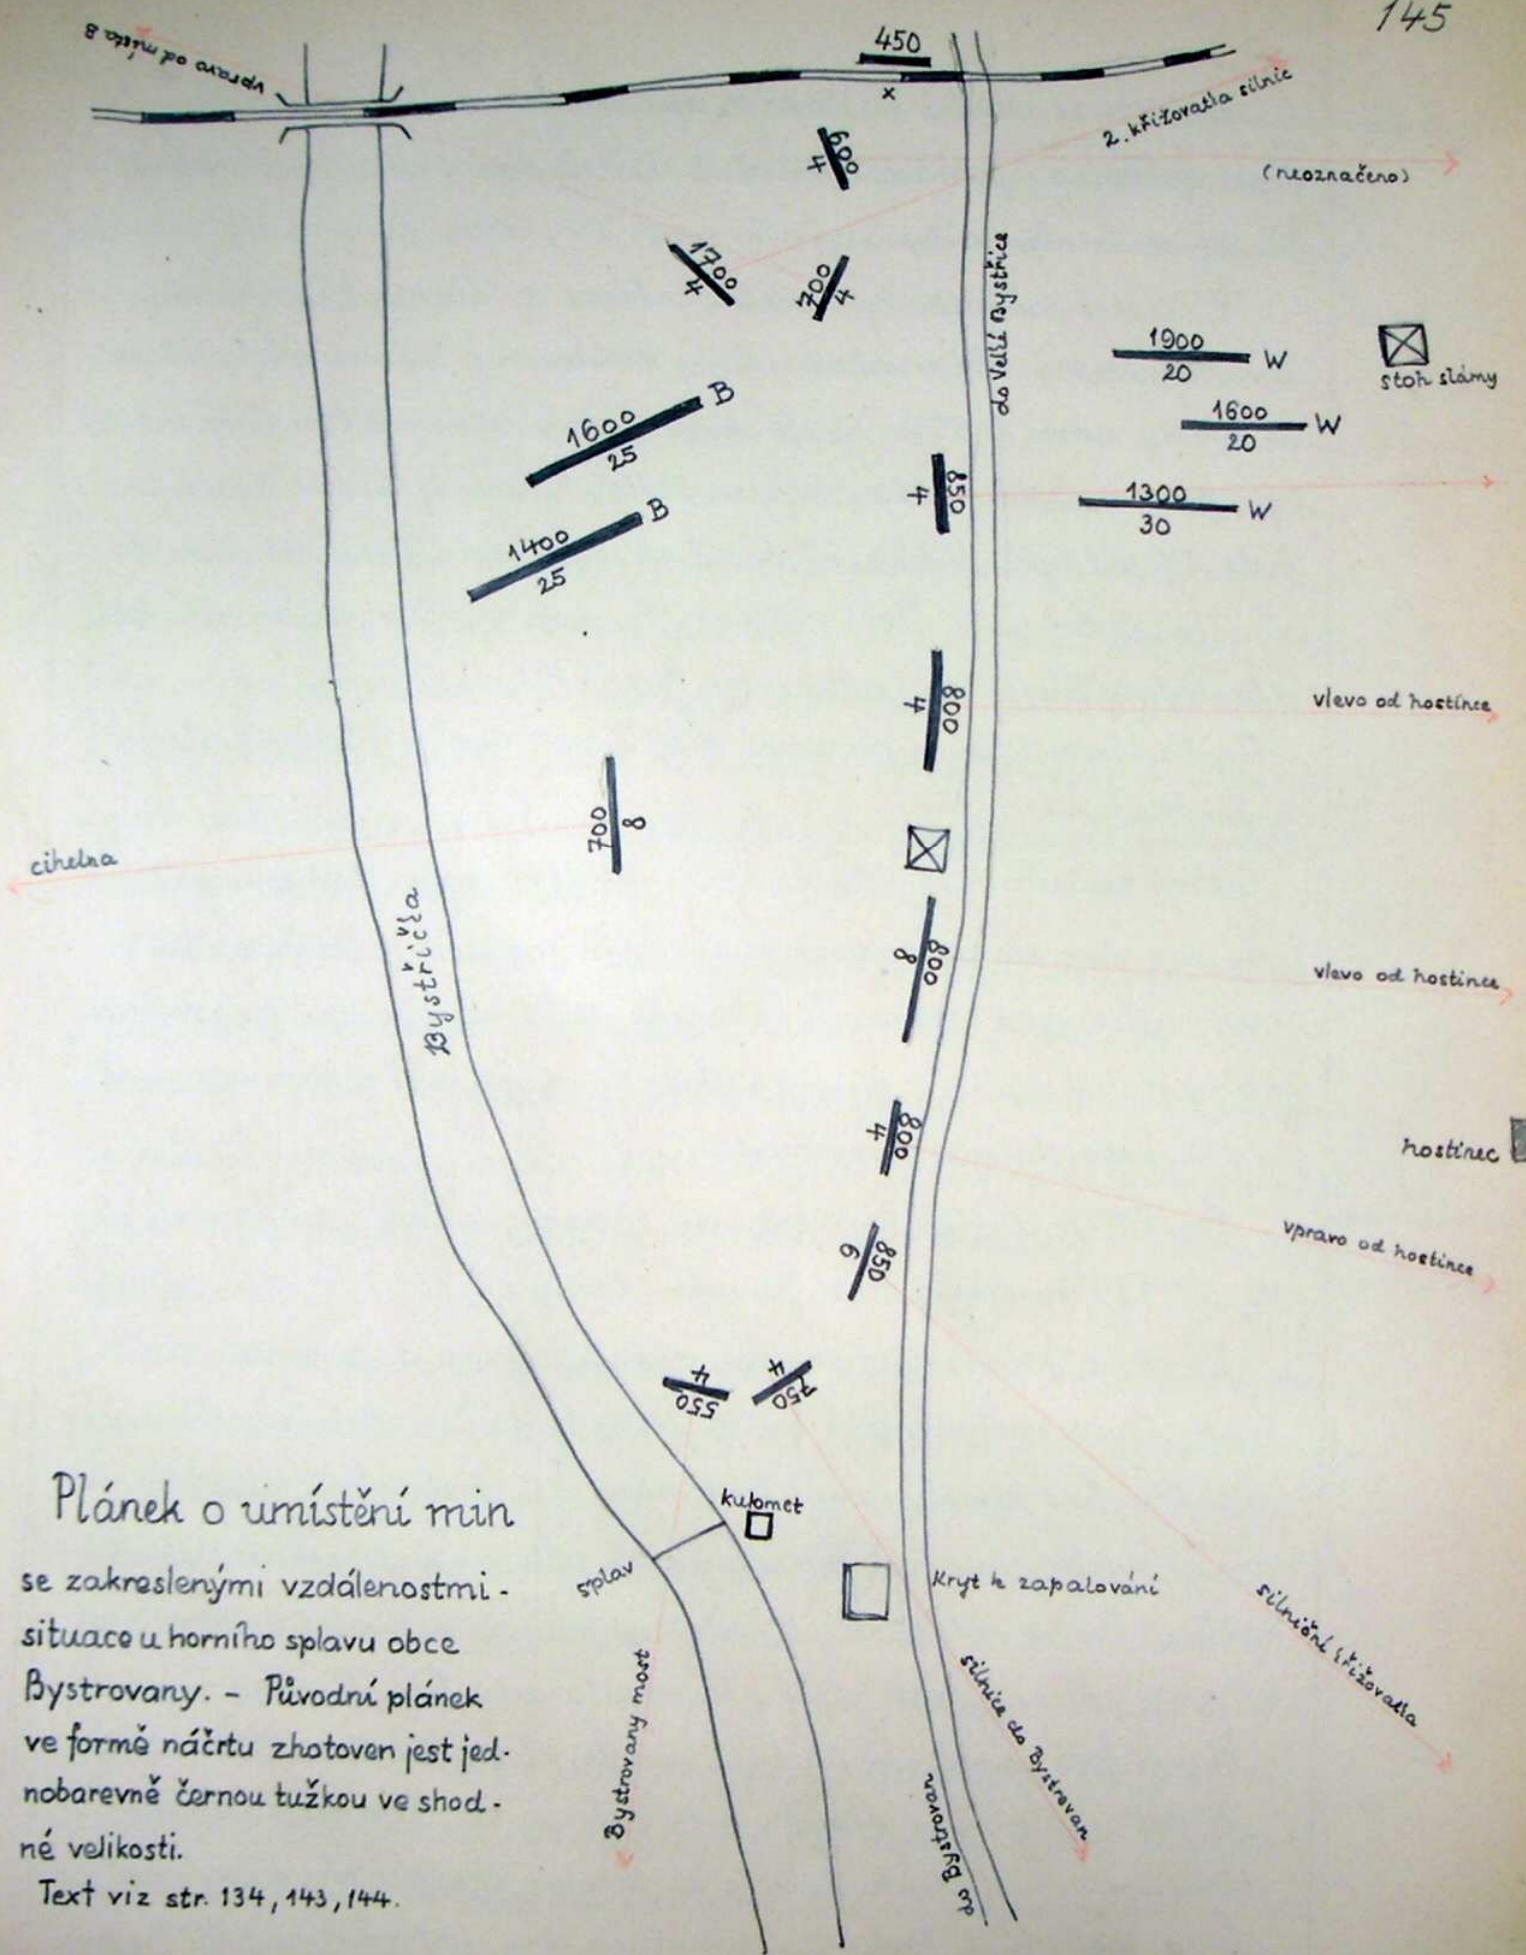 145
vpravo od místa B
450
x
2. křižovatka silnic
600
4
(neoznačeno)
1700
4
700
4
do Velké Bystřice
1900
20
W
stoh slámy
1600
20
W
1600
25
B
850
4
1300
30
W
1400
25
B
800
4
vlevo od hostince
700
8
cihelna
Bystřička
800
8
vlevo od hostince
800
4
hostinec
vpravo od hostince
850
6
4
550
4
750
kulomet
splav
Kryt k zapalování
silniční křižovatka
silnice do Bystrovan
Bystrovany most
do Bystrovan
Plánek o umístění min
se zakreslenými vzdálenostmi -
situace u horního splavu obce
Bystrovany. - Původní plánek
ve formě náčrtu zhotoven jest jed-
nobarevně černou tužkou ve shod-
né velikosti.
Text viz str. 134, 143, 144.